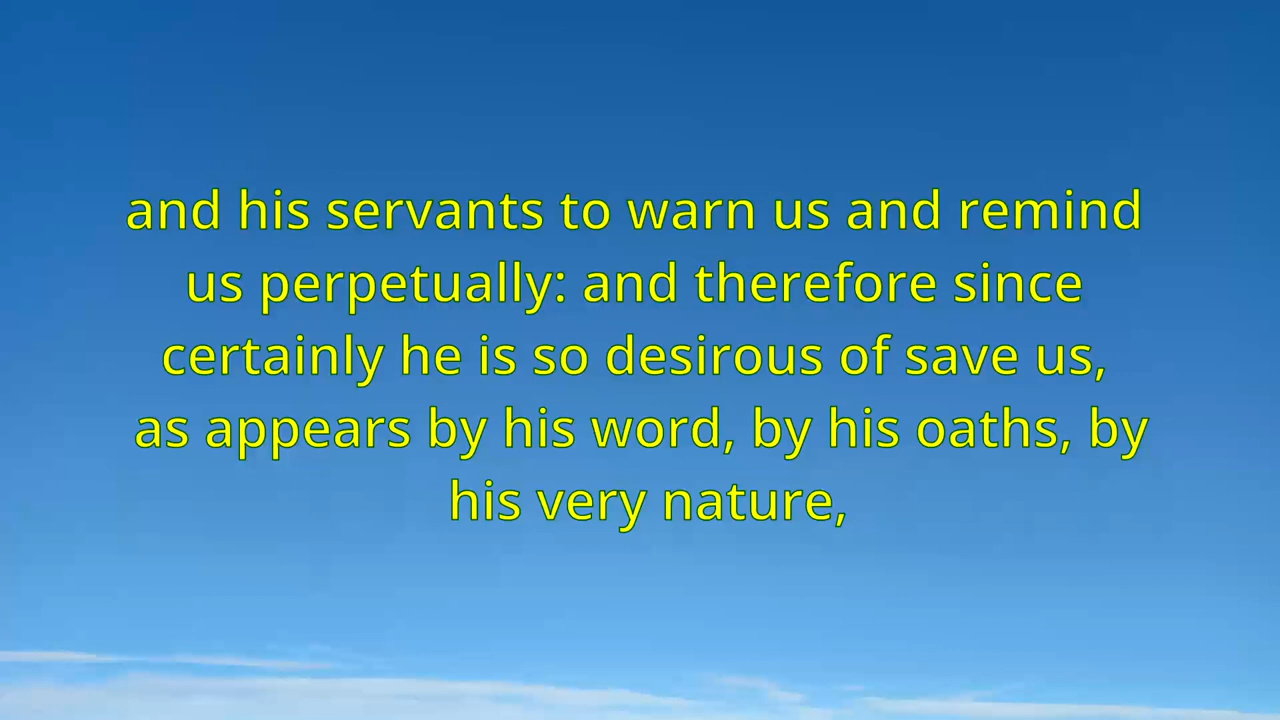 and his servants to warn us and remind
us perpetually: and therefore since
certainly he is so desirous of save us,
as appears by his word, by his oaths, by
his very nature,